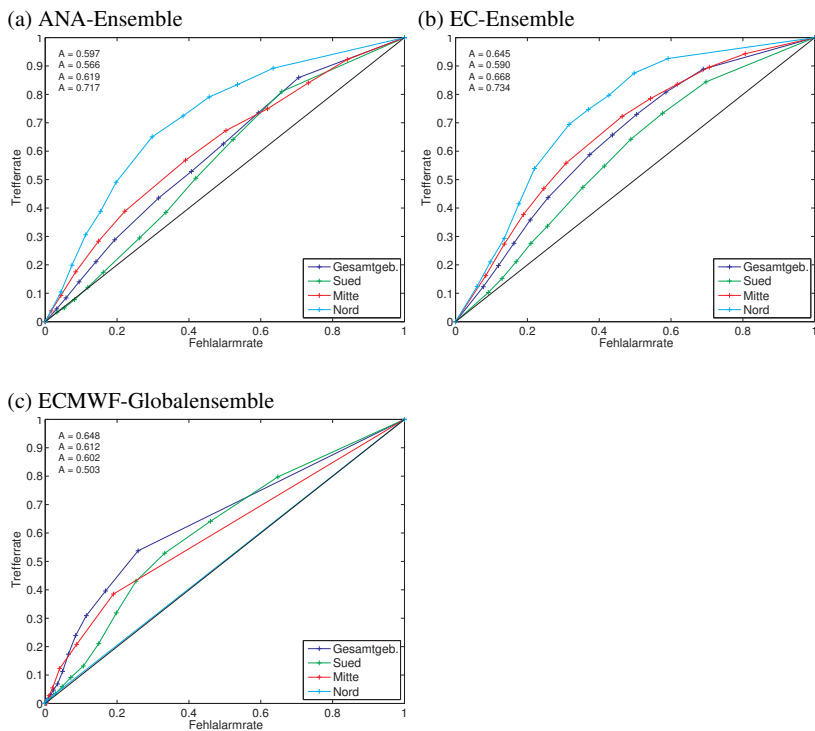 (a) ANA-Ensemble
A = 0.597
A = 0.566
A = 0.619
A = 0.717
1
0.9
0.8
0.7
0.6
0.5
0.4
0.3
0.2
0.1
0
Trefferrate
0
0.2
0.4
0.6
0.8
1
Fehlalarmrate
Gesamtgeb.
Sued
Mitte
Nord
(b) EC-Ensemble
A = 0.645
A = 0.590
A = 0.668
A = 0.734
1
0.9
0.8
0.7
0.6
0.5
0.4
0.3
0.2
0.1
0
Trefferrate
0
0.2
0.4
0.6
0.8
1
Fehlalarmrate
Gesamtgeb.
Sued
Mitte
Nord
(c) ECMWF-Globalensemble
A = 0.648
A = 0.612
A = 0.602
A = 0.503
1
0.9
0.8
0.7
0.6
0.5
0.4
0.3
0.2
0.1
0
Trefferrate
0
0.2
0.4
0.6
0.8
1
Fehlalarmrate
Gesamtgeb.
Sued
Mitte
Nord